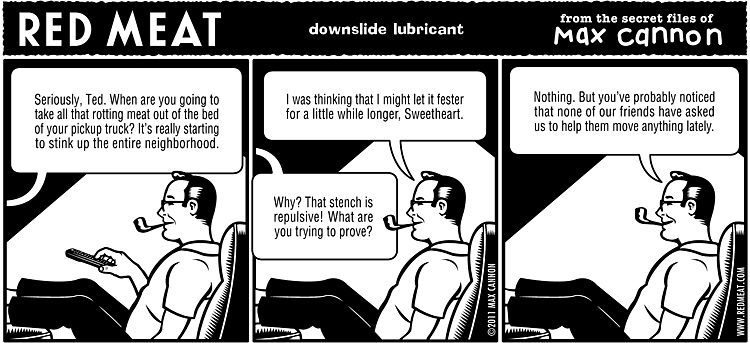 RED MEAT
downslide lubricant
from the secret files of
Max cannon
Seriously, Ted. When are you going to
take all that rotting meat out of the bed
of your pickup truck? It's really starting
to stink up the entire neighborhood.
I was thinking that I might let it fester
for a little while longer, Sweetheart.
Why? That stench is
repulsive! What are
you trying to prove?
©2011 MAX CANNON
Nothing. But you've probably noticed
that none of our friends have asked
us to help them move anything lately.
WWW.REDMEAT.COM